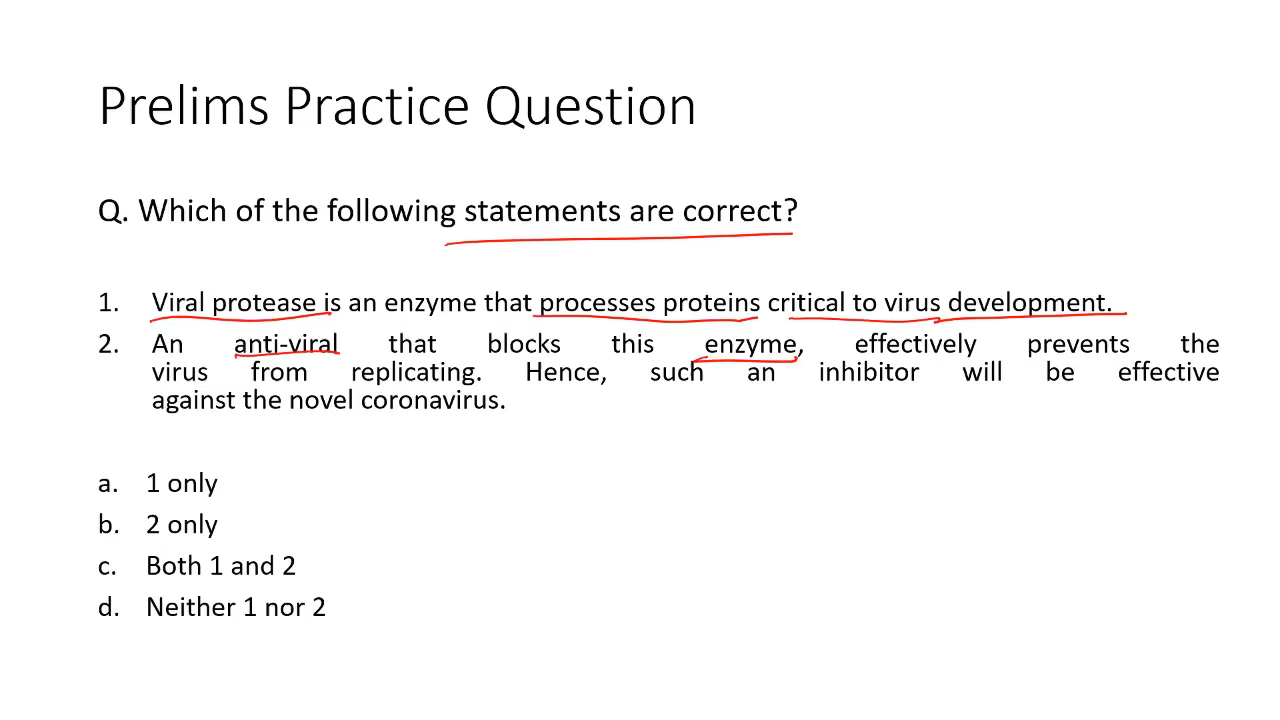 Prelims Practice Question
Q. Which of the following statements are correct?
1. Viral protease is an enzyme that processes proteins critical to virus development.
2. An anti-viral that blocks this enzyme, effectively prevents the
virus from replicating. Hence, such an inhibitor will be effective
against the novel coronavirus.
a. 1 only
b. 2 only
c. Both 1 and 2
d. Neither 1 nor 2